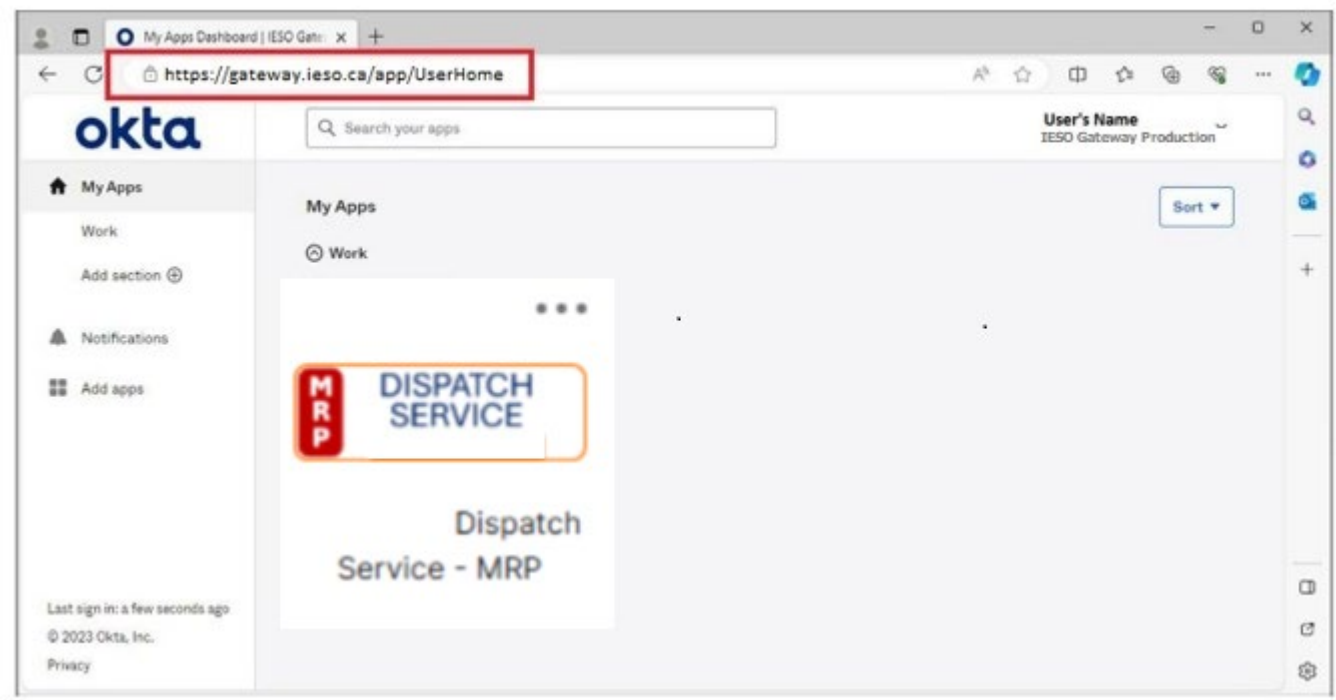 My Apps Dashboard | IESO Gate
https://gateway.ieso.ca/app/UserHome
okta
Search your apps
User's Name
IESO Gateway Production
My Apps
Work
Add section
Notifications
Add apps
My Apps
Sort
Work
MRP
DISPATCH
SERVICE
Dispatch
Service - MRP
Last sign in: a few seconds ago
© 2023 Okta, Inc.
Privacy